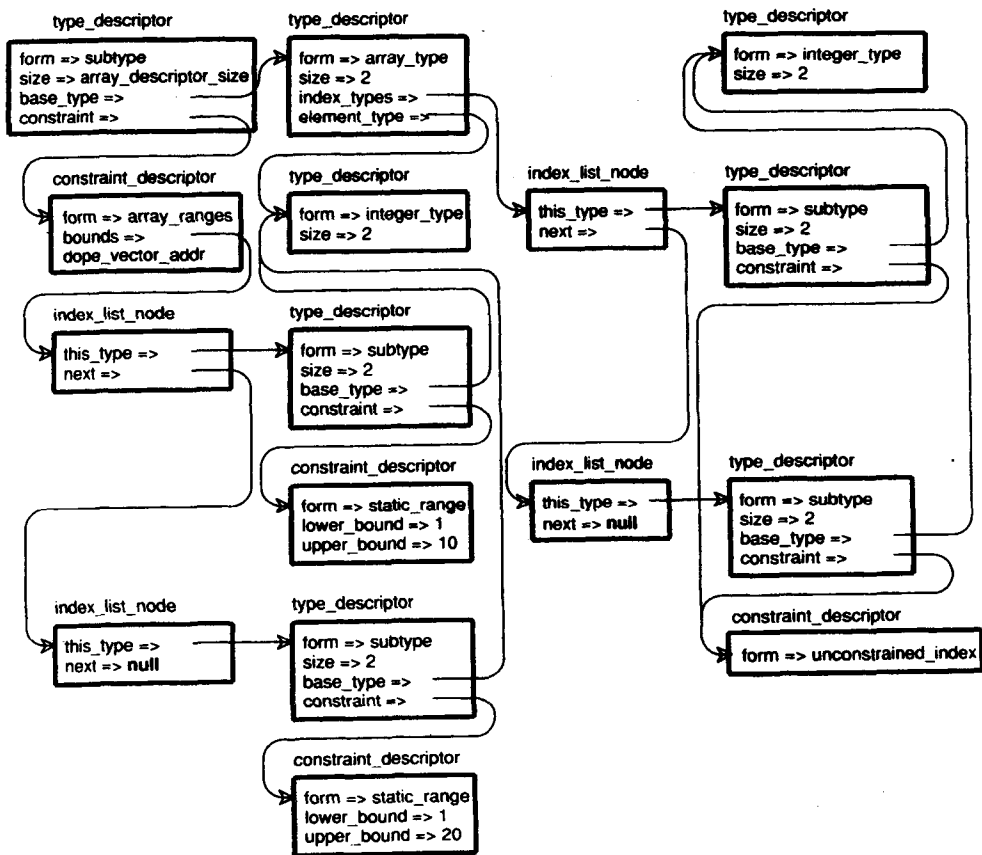 type_descriptor
form => subtype
size => array_descriptor_size
base_type =>
constraint =>
type_descriptor
form => array_type
size => 2
index_types =>
element_type =>
type_descriptor
form => integer_type
size => 2
constraint_descriptor
form => array_ranges
bounds =>
dope_vector_addr
type_descriptor
form => integer_type
size => 2
index_list_node
this_type =>
next =>
type_descriptor
form => subtype
size => 2
base_type =>
constraint =>
index_list_node
this_type =>
next =>
type_descriptor
form => subtype
size => 2
base_type =>
constraint =>
constraint_descriptor
form => static_range
lower_bound => 1
upper_bound => 10
index_list_node
this_type =>
next => null
type_descriptor
form => subtype
size => 2
base_type =>
constraint =>
index_list_node
this_type =>
next => null
type_descriptor
form => subtype
size => 2
base_type =>
constraint =>
constraint_descriptor
form => unconstrained_index
constraint_descriptor
form => static_range
lower_bound => 1
upper_bound => 20